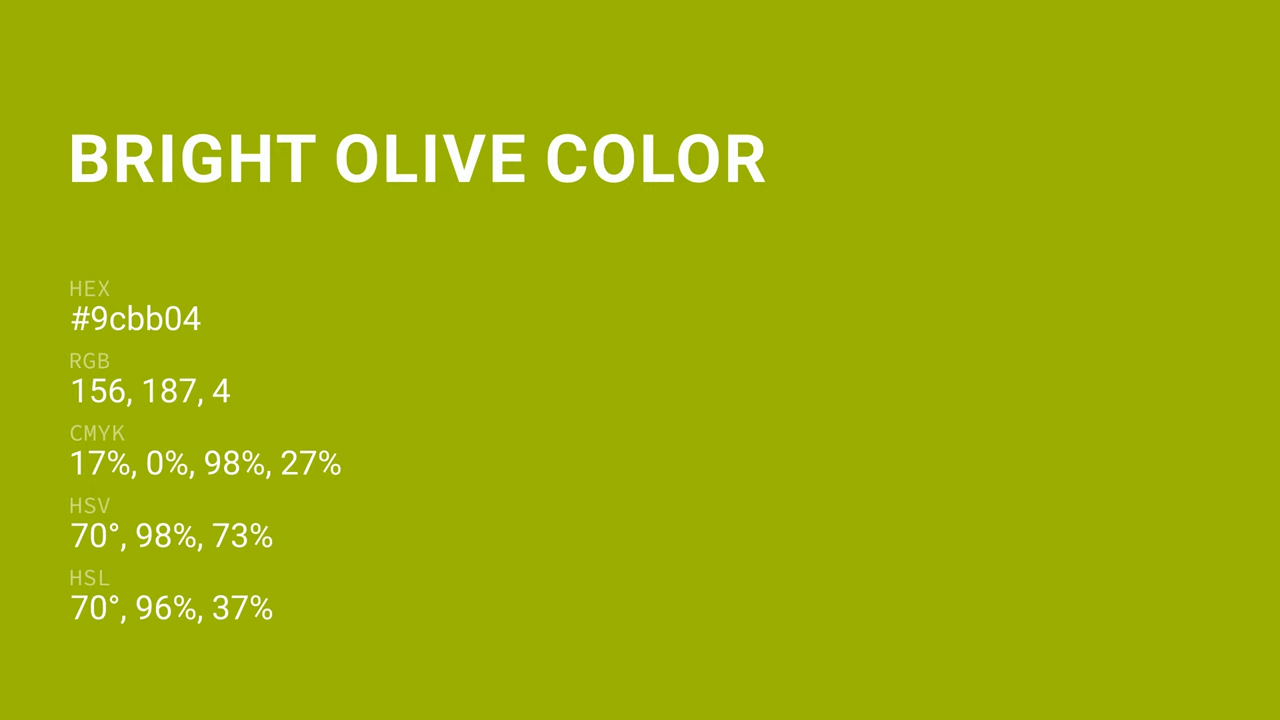 BRIGHT OLIVE COLOR
HEX
#9cbb04
RGB
156, 187, 4
CMYK
17%, 0%, 98%, 27%
HSV
70°, 98%, 73%
HSL
70°, 96%, 37%